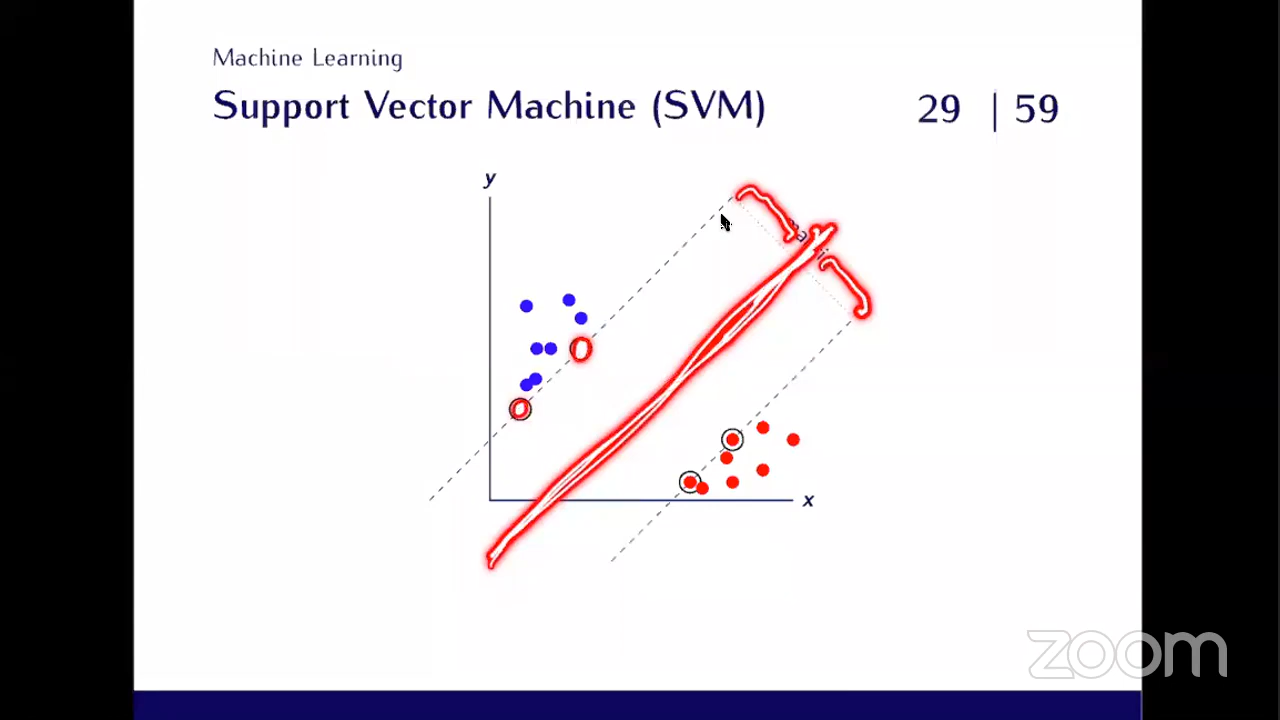 Machine Learning
Support Vector Machine (SVM)
29 | 59
y
x
zoom